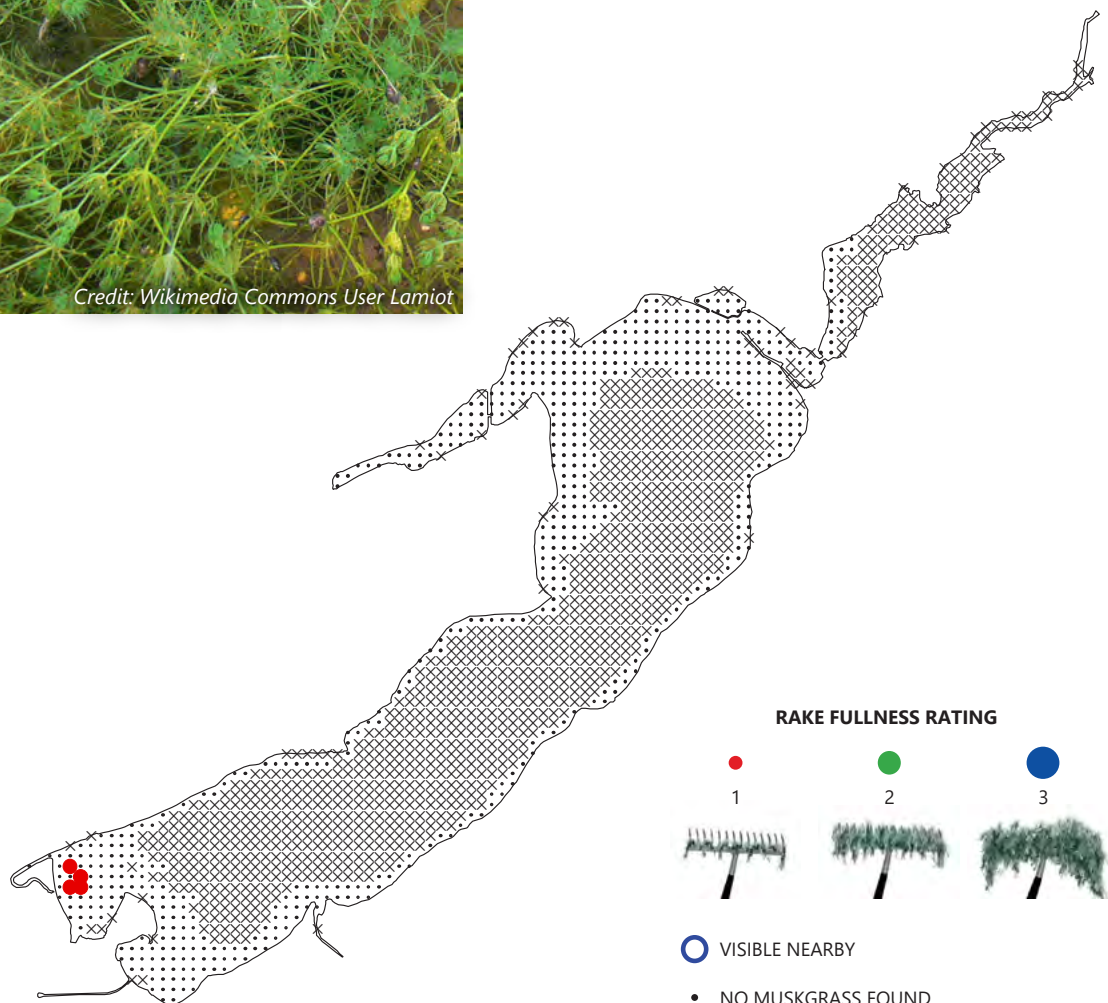 Credit: Wikimedia Commons User Lamiot
RAKE FULLNESS RATING
1
2
3
VISIBLE NEARBY
NO MUSKGRASS FOUND